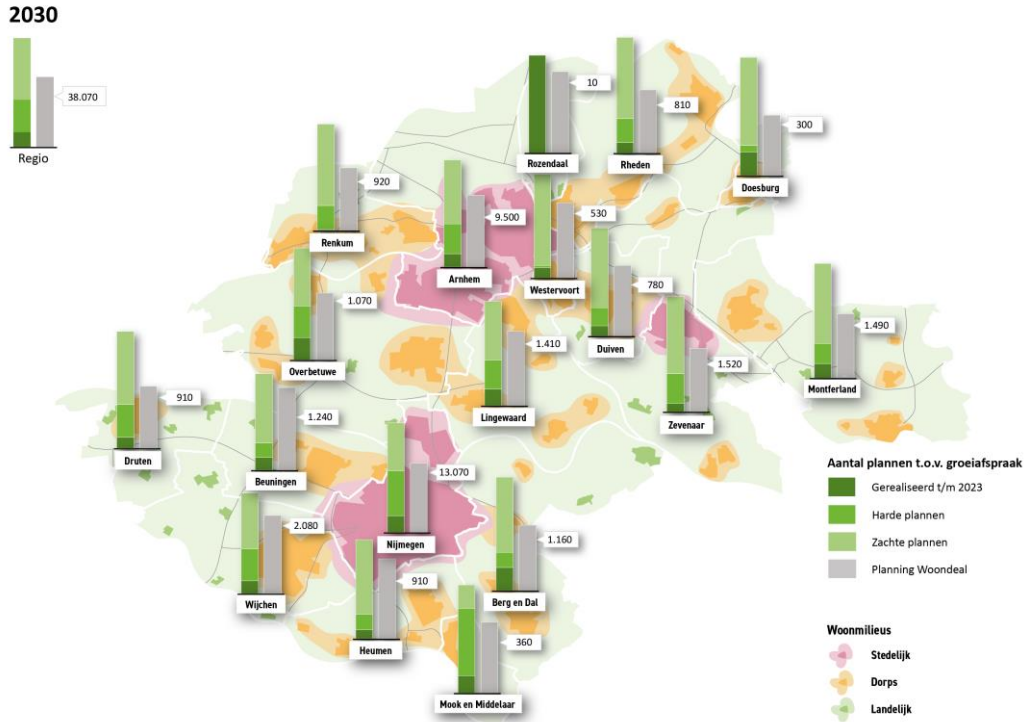 2030
38.070
Regio
10
Rozendaal
810
Rheden
300
Doesburg
920
Renkum
9.500
Arnhem
530
Westervoort
1.070
Overbetuwe
780
Duiven
1.410
Lingewaard
1.520
Zevenaar
1.490
Montferland
910
Druten
1.240
Beuningen
13.070
Nijmegen
2.080
Wijchen
1.160
Berg en Dal
910
Heumen
360
Mook en Middelaar
Aantal plannen t.o.v. groeiafspraak
Gerealiseerd t/m 2023
Harde plannen
Zachte plannen
Planning Woondeal
Woonmilieus
Stedelijk
Dorps
Landelijk